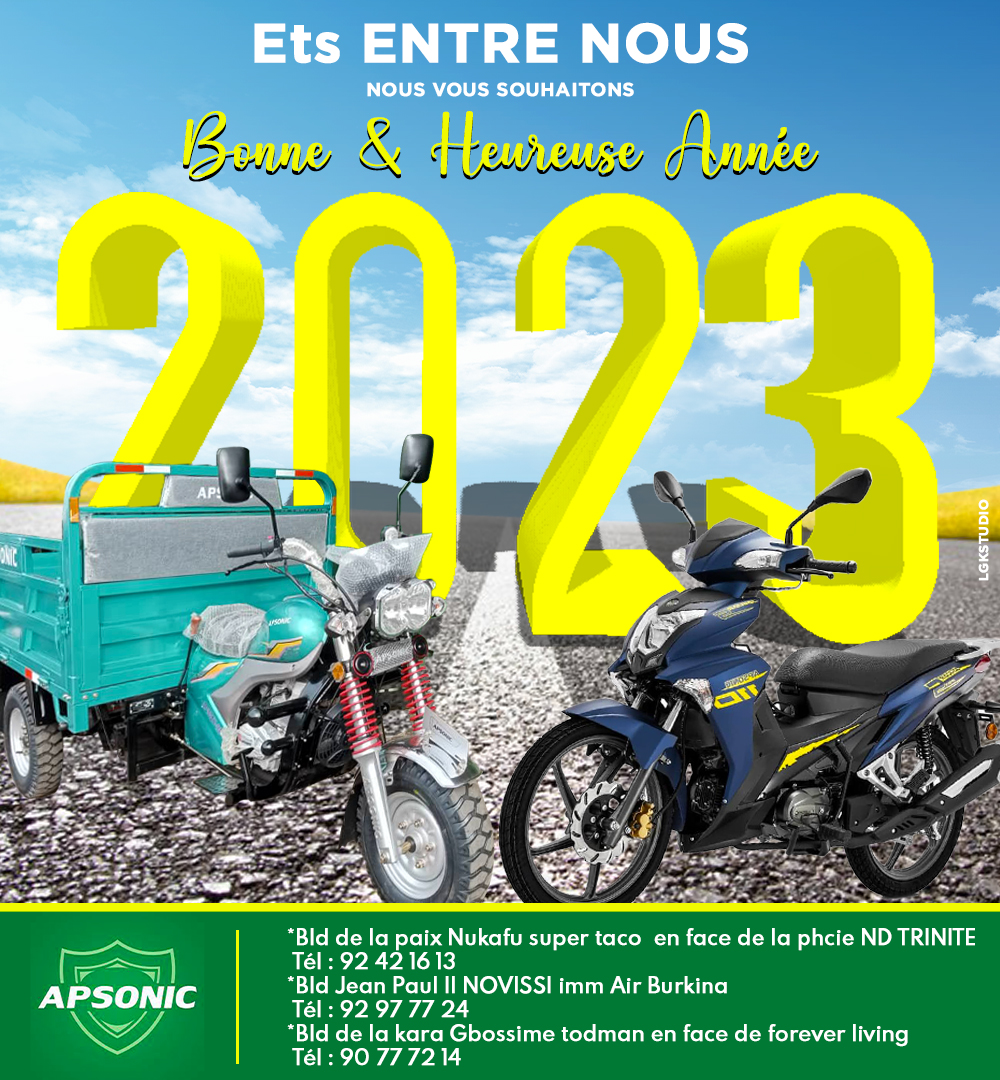 Ets ENTRE NOUS
NOUS VOUS SOUHAITONS
Bonne & Heureuse Année
2023
APSONIC
APSONIC
APSONIC
LGKSTUDIO
APSONIC
*Bld de la paix Nukafu super taco en face de la phcie ND TRINITE
Tél : 92 42 16 13
*Bld Jean Paul II NOVISSI imm Air Burkina
Tél : 92 97 77 24
*Bld de la kara Gbossime todman en face de forever living
Tél : 90 77 72 14